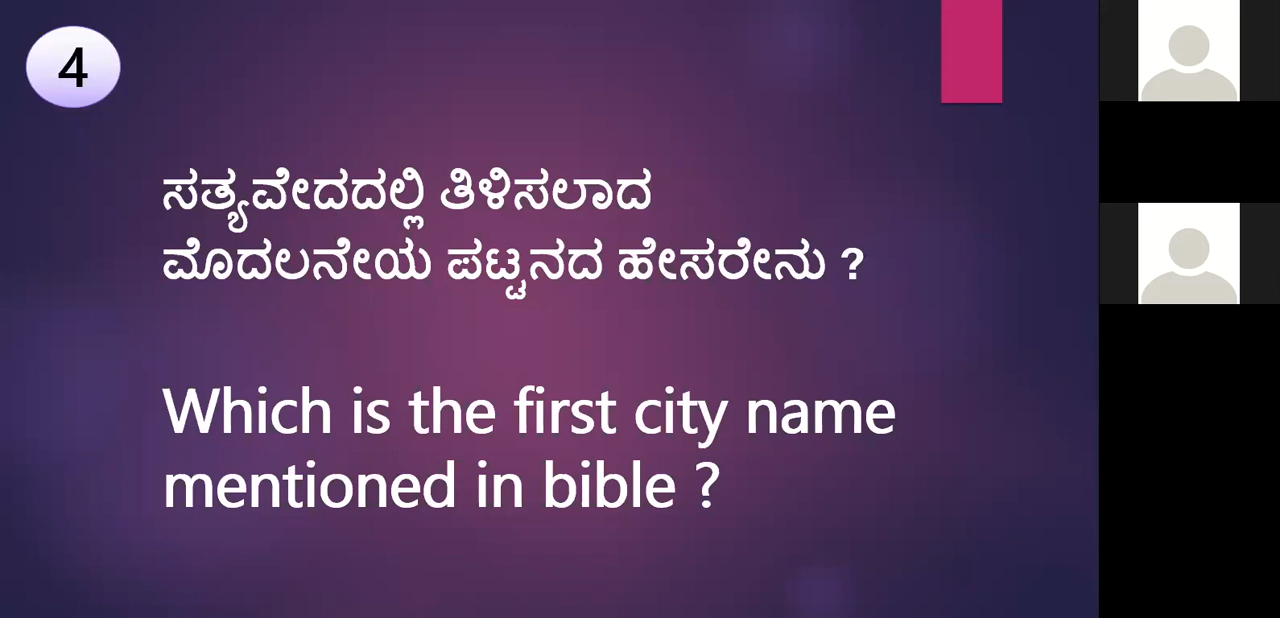 4
ಸತ್ಯವೇದದಲ್ಲಿ ತಿಳಿಸಲಾದ
ಮೊದಲನೇಯ ಪಟ್ಟನದ ಹೇಸರೇನು ?
Which is the first city name
mentioned in bible ?